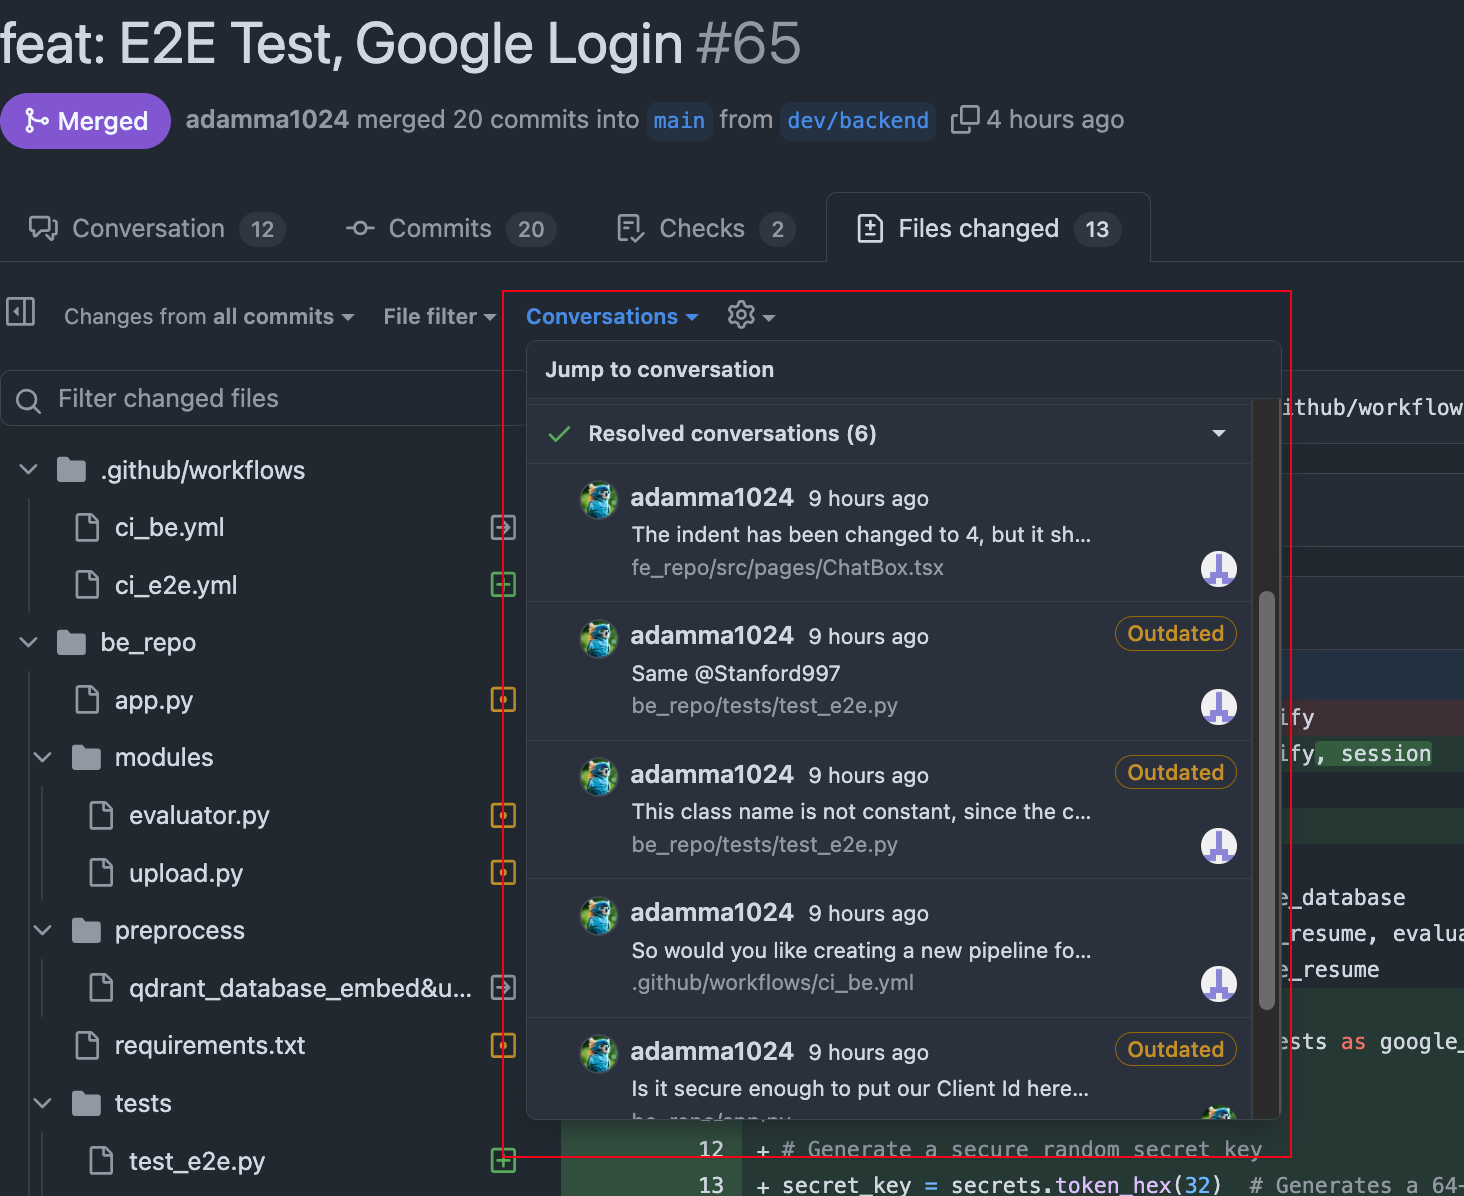 feat: E2E Test, Google Login #65
Merged adamma1024 merged 20 commits into main from dev/backend 4 hours ago
Conversation 12 Commits 20 Checks 2 Files changed 13
Changes from all commits File filter Conversations
Jump to conversation
Filter changed files
Resolved conversations (6)
.github/workflows
ci_be.yml
ci_e2e.yml
be_repo
app.py
modules
evaluator.py
upload.py
preprocess
qdrant_database_embed&u...
requirements.txt
tests
test_e2e.py
adamma1024 9 hours ago
The indent has been changed to 4, but it sh...
fe_repo/src/pages/ChatBox.tsx
adamma1024 9 hours ago Outdated
Same @Stanford997
be_repo/tests/test_e2e.py
adamma1024 9 hours ago Outdated
This class name is not constant, since the c...
be_repo/tests/test_e2e.py
adamma1024 9 hours ago
So would you like creating a new pipeline fo...
.github/workflows/ci_be.yml
adamma1024 9 hours ago Outdated
Is it secure enough to put our Client Id here...
be_repo/app.py
ithub/workflow
ify
ify, session
e_database
_resume, evalua
e_resume
ests as google_
12 + # Generate a secure random secret key
13 + secret_key = secrets.token_hex(32) # Generates a 64-